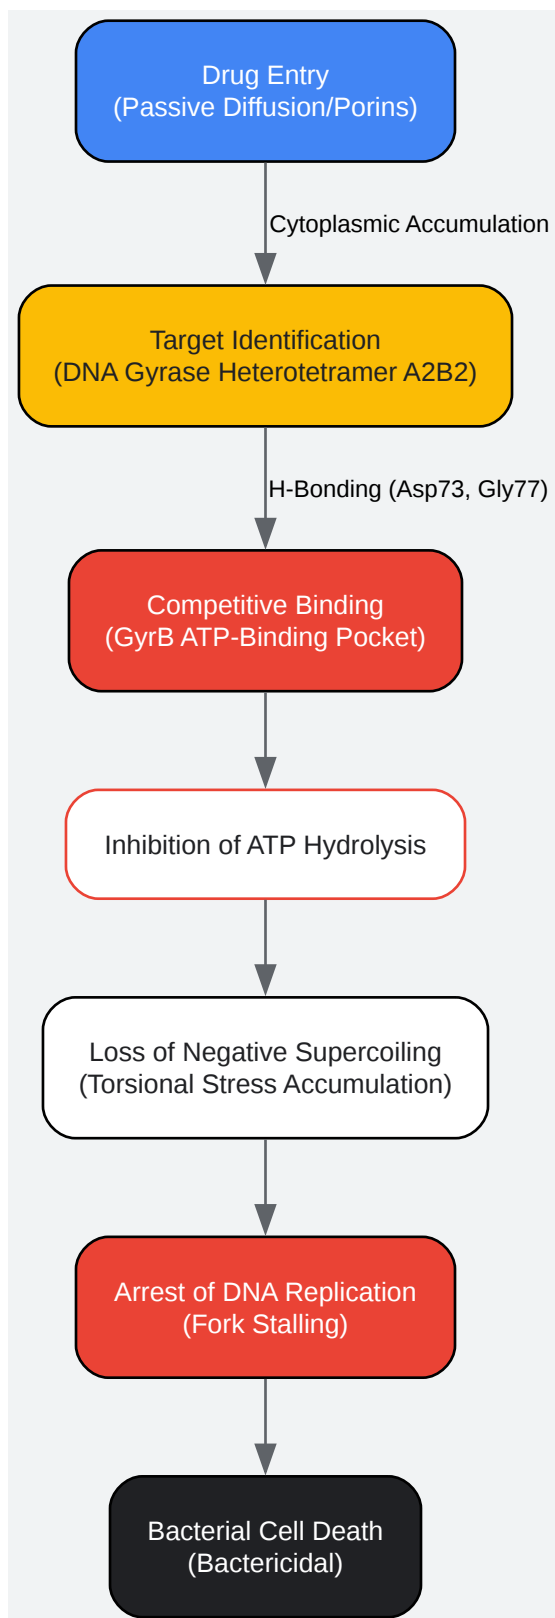 Drug Entry
(Passive Diffusion/Porins)
Cytoplasmic Accumulation
Target Identification
(DNA Gyrase Heterotetramer A2B2)
H-Bonding (Asp73, Gly77)
Competitive Binding
(GyrB ATP-Binding Pocket)
Inhibition of ATP Hydrolysis
Loss of Negative Supercoiling
(Torsional Stress Accumulation)
Arrest of DNA Replication
(Fork Stalling)
Bacterial Cell Death
(Bactericidal)